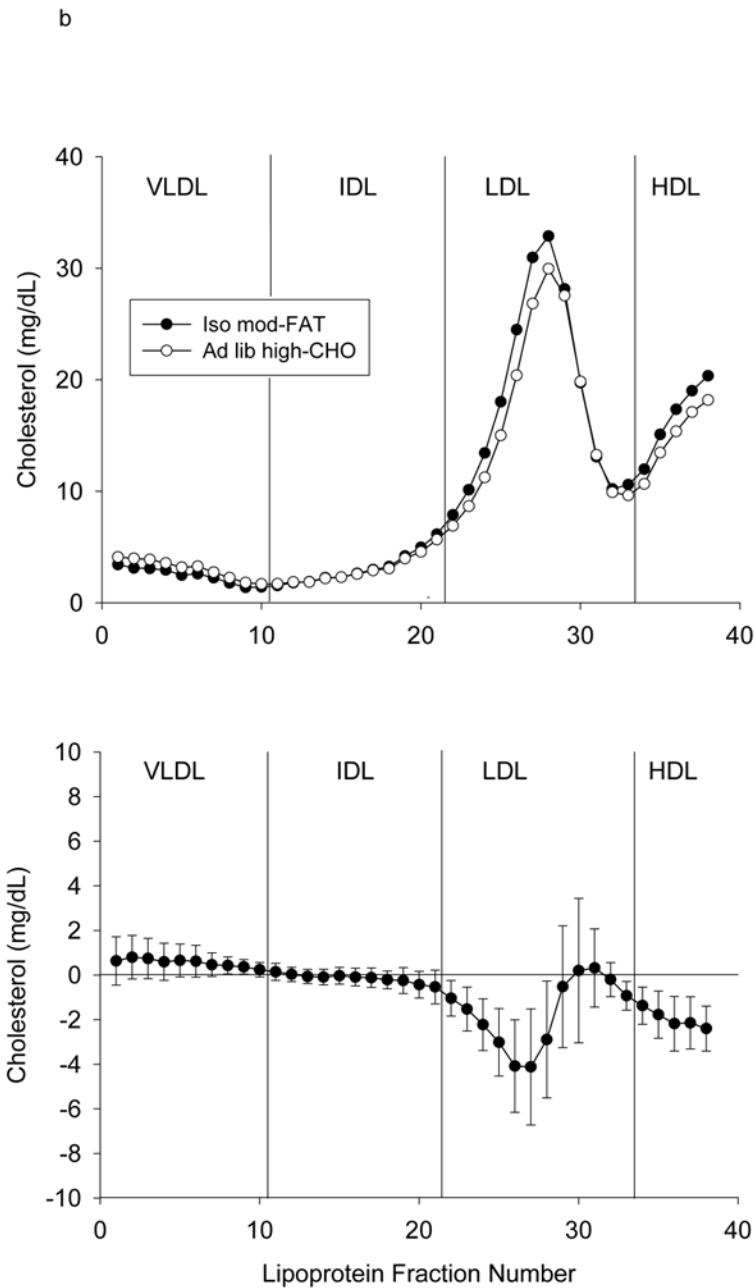 b
40
VLDL IDL LDL HDL
30
Iso mod-FAT
Ad lib high-CHO
20
Cholesterol (mg/dL)
10
0
0 10 20 30 40
10
VLDL IDL LDL HDL
8
6
4
2
0
Cholesterol (mg/dL)
-2
-4
-6
-8
-10
0 10 20 30 40
Lipoprotein Fraction Number